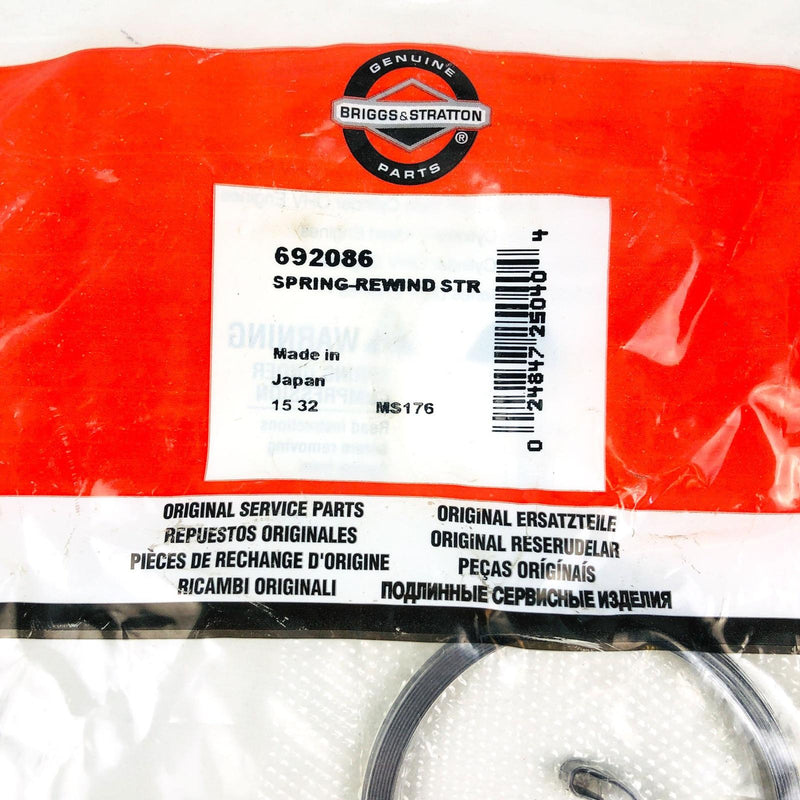 GENUINE
BRIGGS&STRATTON
®
PARTS
692086
SPRING-REWIND STR
Made in
Japan
15 32 MS176
0 24847 25040 4
WARNING
ORIGINAL SERVICE PARTS
REPUESTOS ORIGINALES
PIÈCES DE RECHANGE D'ORIGINE
RICAMBI ORIGINALI
ORIGINAL ERSATZTEILE
ORIGINAL RESERUDELAR
PEÇAS ORÍGÍNAÍS
ПОДЛИННЫЕ СЕРВИСНЫЕ ИЗДЕЛИЯ